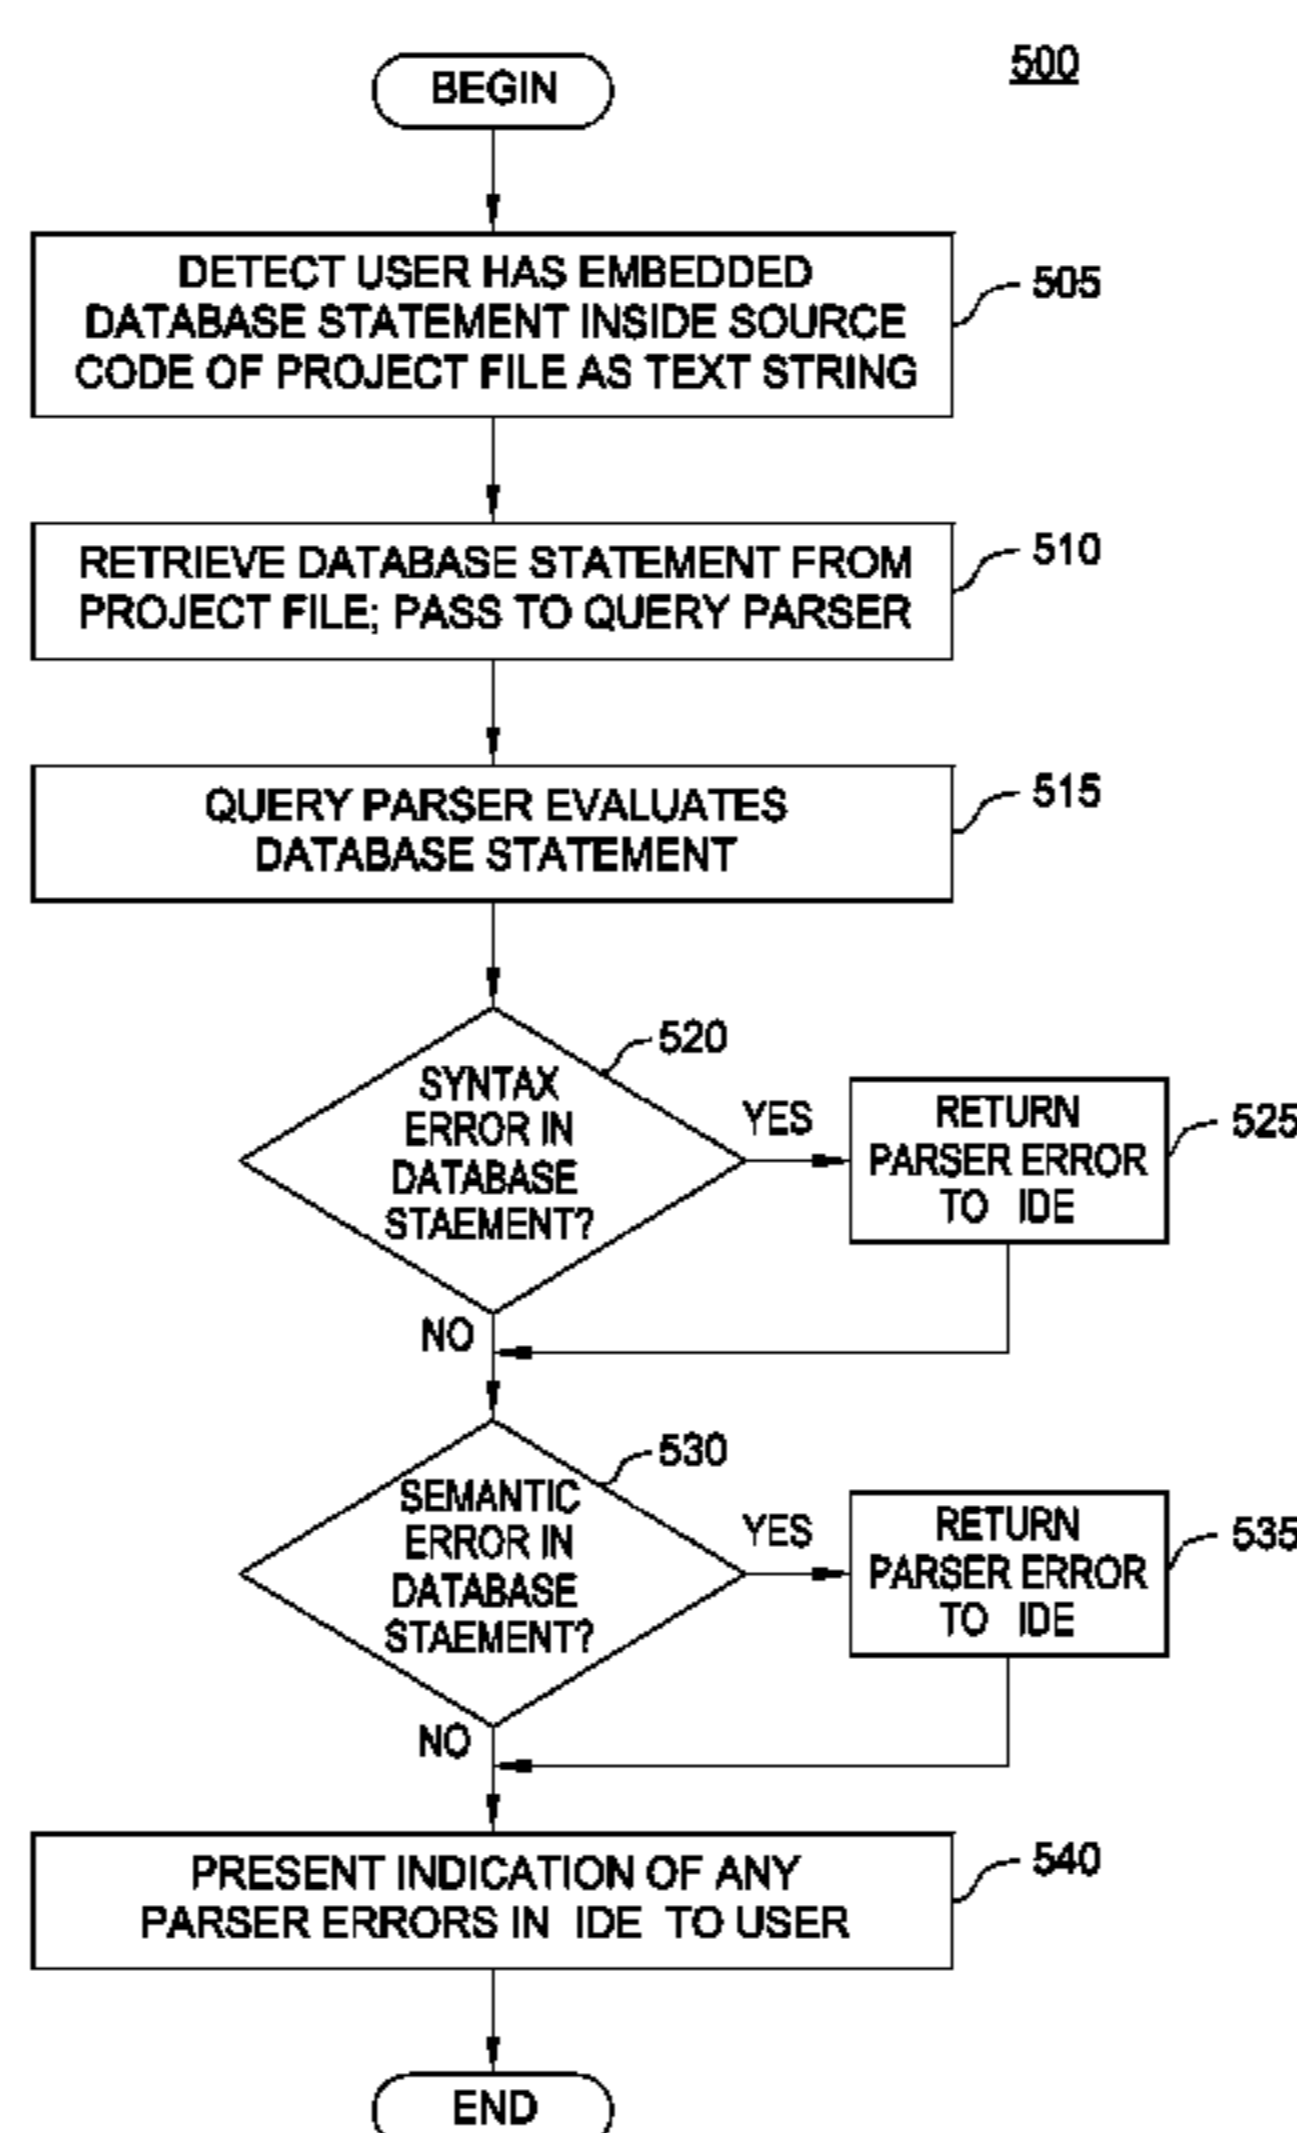 500
BEGIN
DETECT USER HAS EMBEDDED
DATABASE STATEMENT INSIDE SOURCE
CODE OF PROJECT FILE AS TEXT STRING
505
RETRIEVE DATABASE STATEMENT FROM
PROJECT FILE; PASS TO QUERY PARSER
510
QUERY PARSER EVALUATES
DATABASE STATEMENT
515
SYNTAX
ERROR IN
DATABASE
STAEMENT?
520
YES
RETURN
PARSER ERROR
TO IDE
525
NO
SEMANTIC
ERROR IN
DATABASE
STAEMENT?
530
YES
RETURN
PARSER ERROR
TO IDE
535
NO
PRESENT INDICATION OF ANY
PARSER ERRORS IN IDE TO USER
540
END